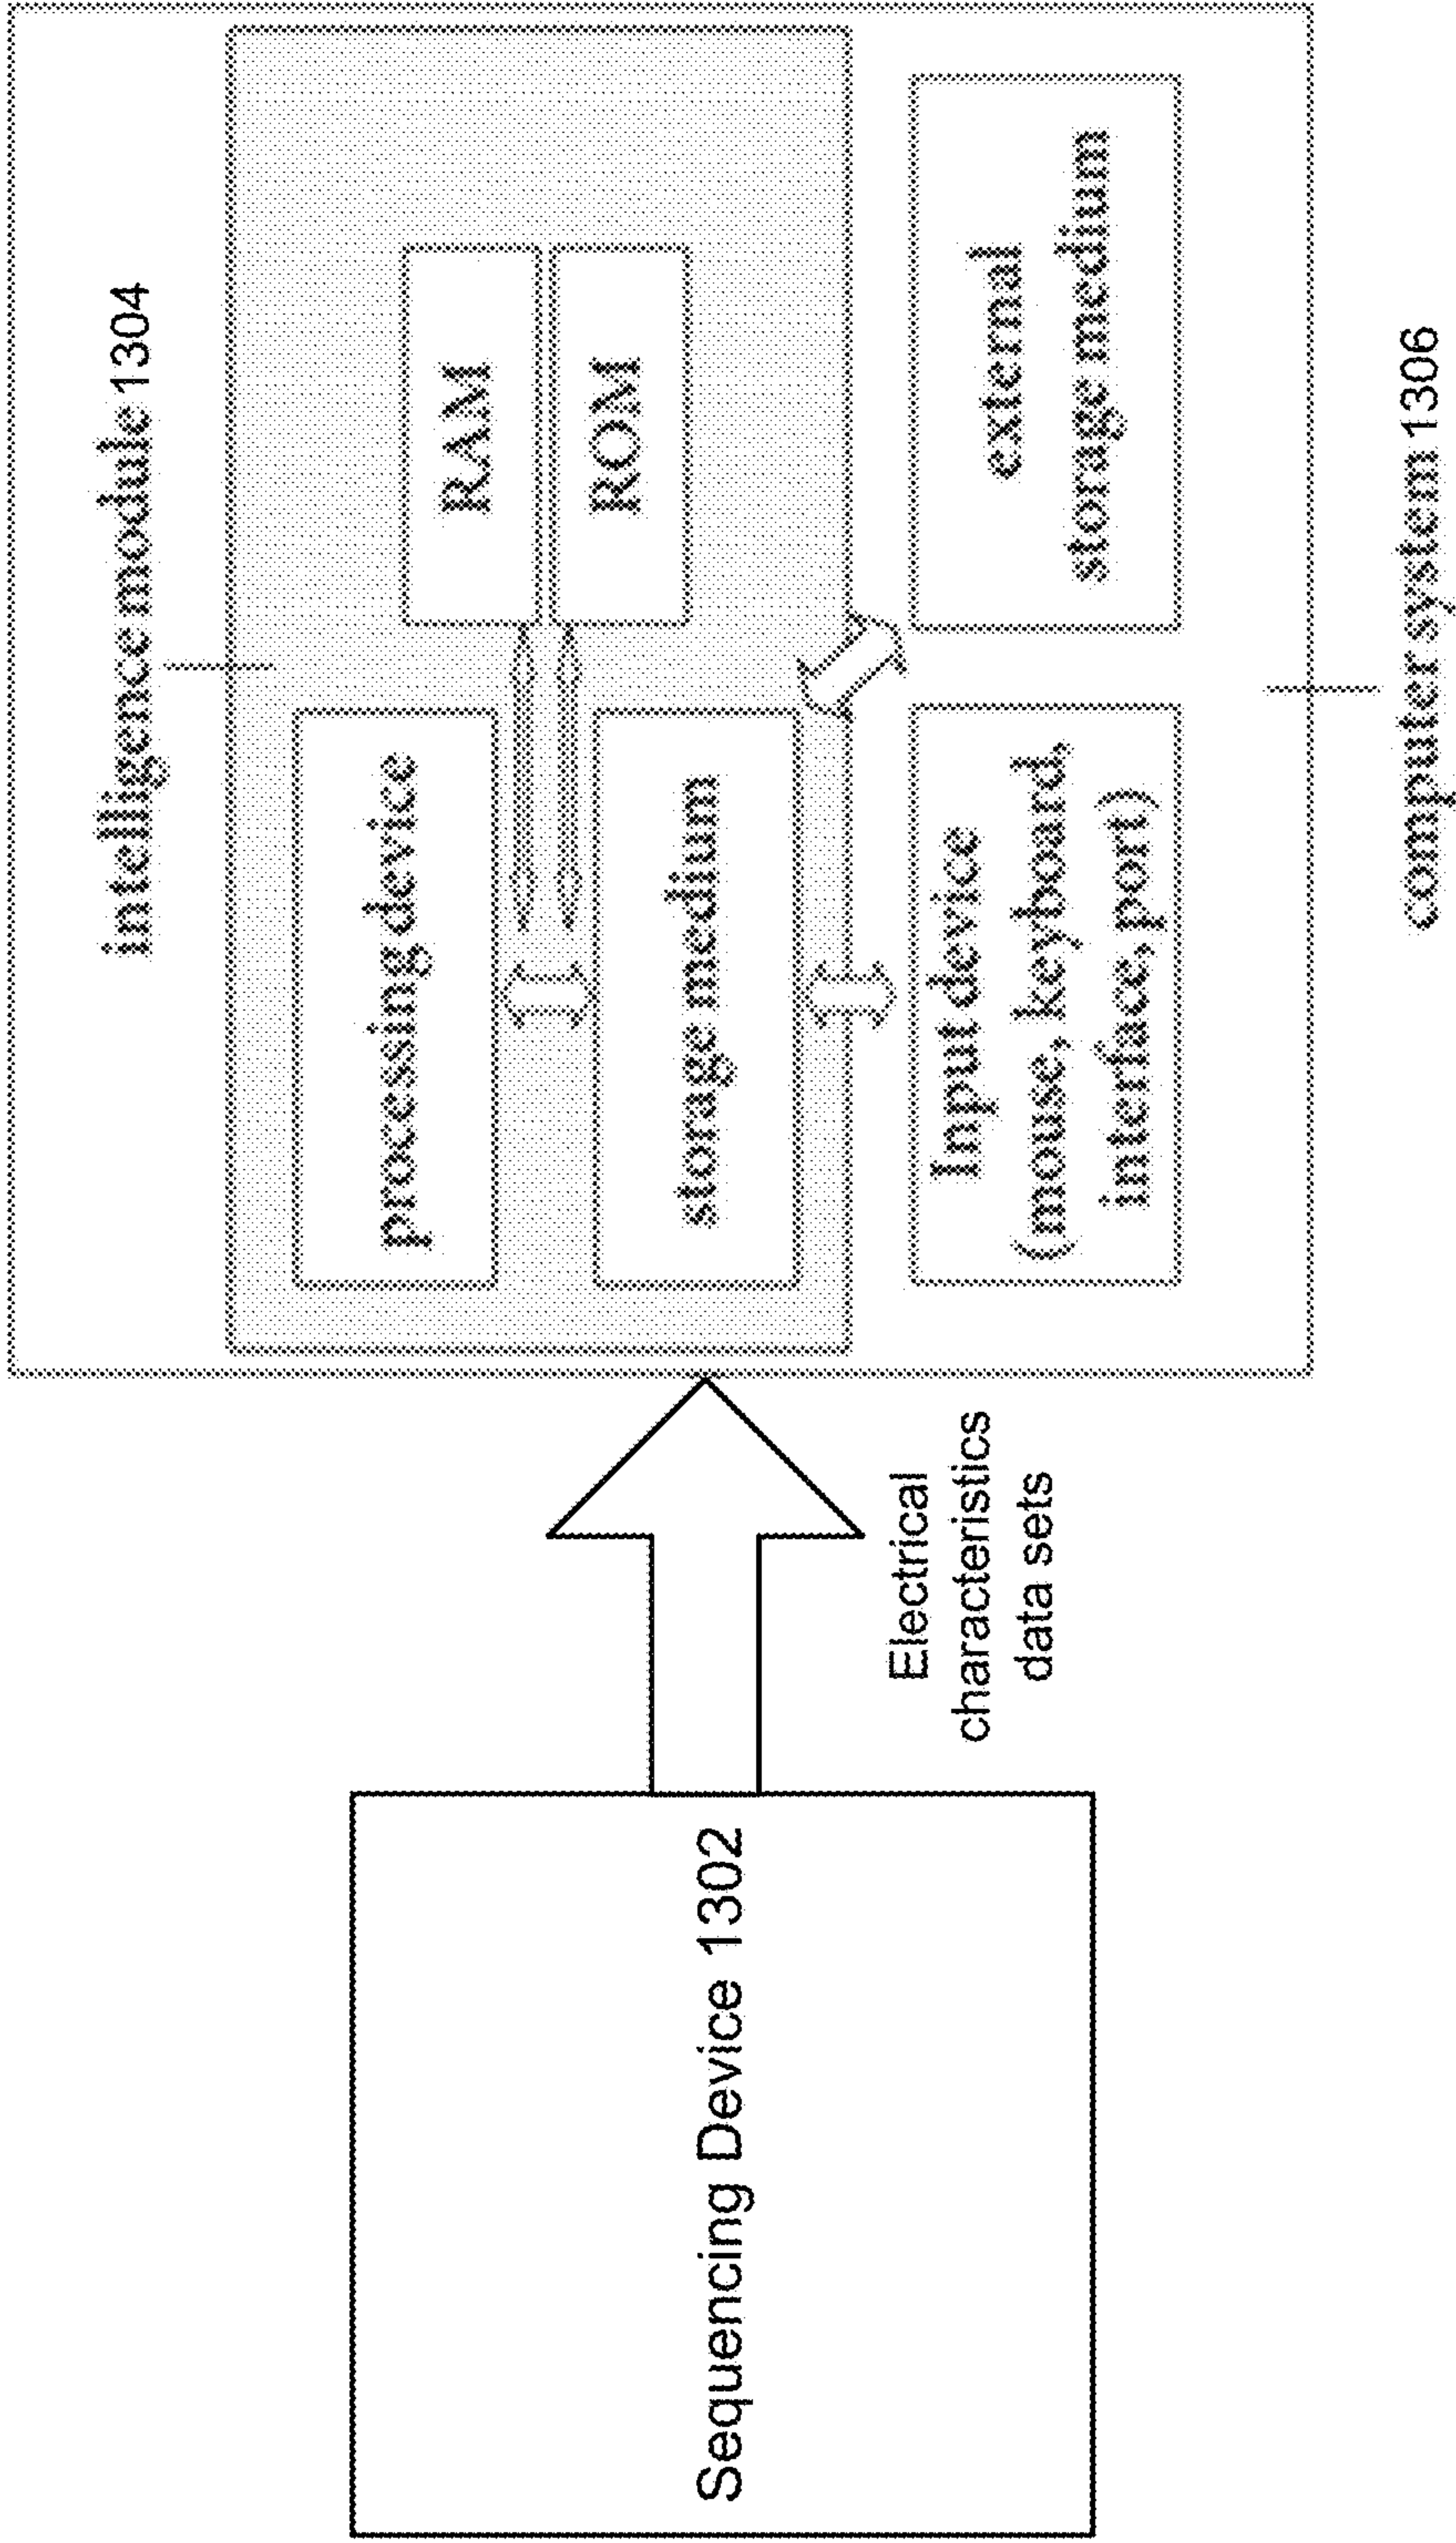 Sequencing Device 1302
Electrical
characteristics
data sets
intelligence module 1304
processing device
RAM
ROM
storage medium
Input device
(mouse, keyboard,
interface, port)
external
storage medium
computer system 1306